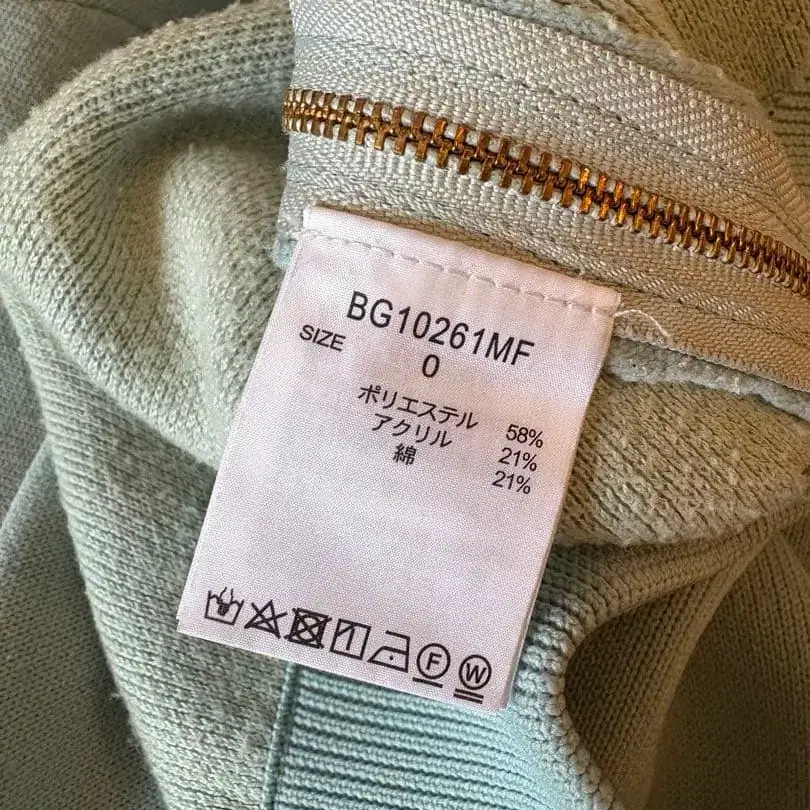 BG10261MF
SIZE 0
ポリエステル 58%
アクリル 21%
綿 21%
F W